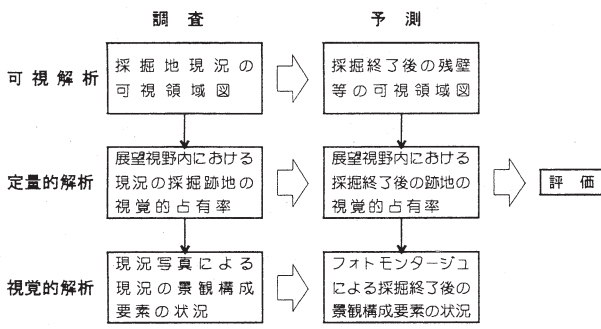 調査
予測
可視解析
採掘地現況の
可視領域図
採掘終了後の残壁
等の可視領域図
定量的解析
展望視野内における
現況の採掘跡地の
視覚的占有率
展望視野内における
採掘終了後の跡地の
視覚的占有率
評価
視覚的解析
現況写真による
現況の景観構成
要素の状況
フォトモンタージュ
による採掘終了後の
景観構成要素の状況